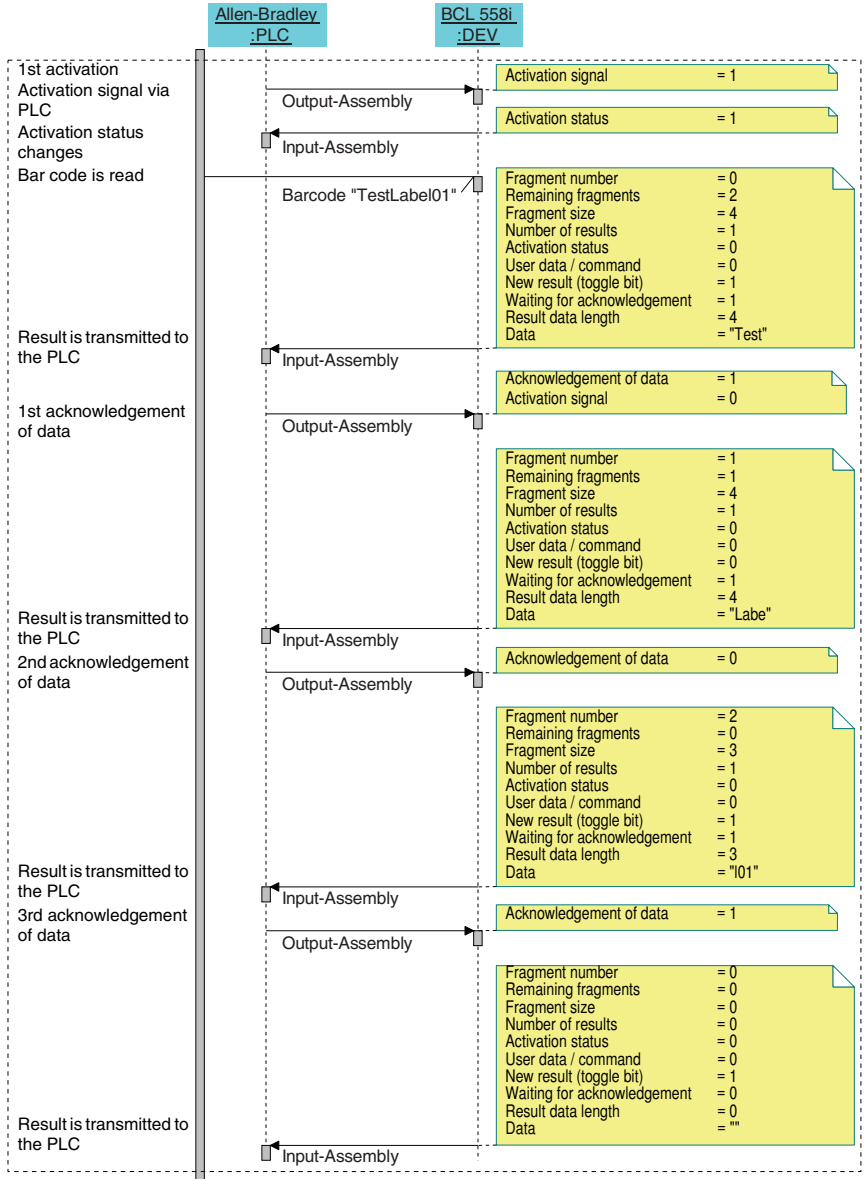 Allen-Bradley
:PLC
BCL 558i
:DEV
1st activation
Activation signal via
PLC
Activation signal = 1
Output-Assembly
Activation status
changes
Activation status = 1
Input-Assembly
Bar code is read
Barcode "TestLabel01"
Fragment number = 0
Remaining fragments = 2
Fragment size = 4
Number of results = 1
Activation status = 0
User data / command = 0
New result (toggle bit) = 1
Waiting for acknowledgement = 1
Result data length = 4
Data = "Test"
Result is transmitted to
the PLC
Input-Assembly
Acknowledgement of data = 1
Activation signal = 0
1st acknowledgement
of data
Output-Assembly
Fragment number = 1
Remaining fragments = 1
Fragment size = 4
Number of results = 1
Activation status = 0
User data / command = 0
New result (toggle bit) = 0
Waiting for acknowledgement = 1
Result data length = 4
Data = "Labe"
Result is transmitted to
the PLC
Input-Assembly
2nd acknowledgement
of data
Acknowledgement of data = 0
Output-Assembly
Fragment number = 2
Remaining fragments = 0
Fragment size = 3
Number of results = 1
Activation status = 0
User data / command = 0
New result (toggle bit) = 1
Waiting for acknowledgement = 1
Result data length = 3
Data = "l01"
Result is transmitted to
the PLC
Input-Assembly
3rd acknowledgement
of data
Acknowledgement of data = 1
Output-Assembly
Fragment number = 0
Remaining fragments = 0
Fragment size = 0
Number of results = 0
Activation status = 0
User data / command = 0
New result (toggle bit) = 1
Waiting for acknowledgement = 0
Result data length = 0
Data = ""
Result is transmitted to
the PLC
Input-Assembly